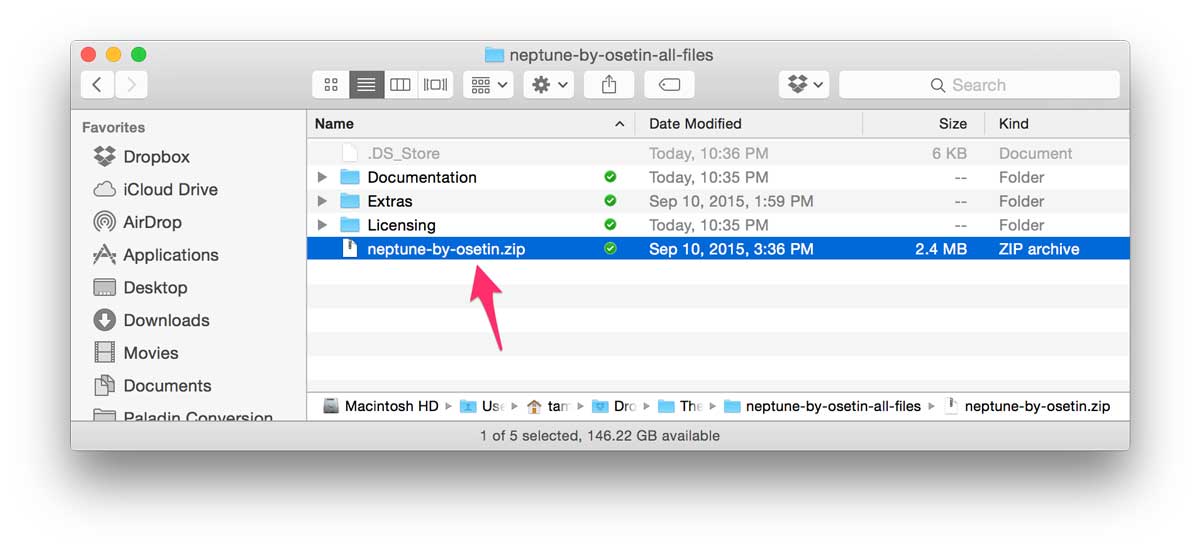 neptune-by-osetin-all-files
Search
Favorites
Dropbox
iCloud Drive
AirDrop
Applications
Desktop
Downloads
Movies
Documents
Paladin Conversion
Name Date Modified Size Kind
.DS_Store Today, 10:36 PM 6 KB Document
Documentation Today, 10:35 PM -- Folder
Extras Sep 10, 2015, 1:59 PM -- Folder
Licensing Today, 10:35 PM -- Folder
neptune-by-osetin.zip Sep 10, 2015, 3:36 PM 2.4 MB ZIP archive
Macintosh HD Use tam Dro The neptune-by-osetin-all-files neptune-by-osetin.zip
1 of 5 selected, 146.22 GB available